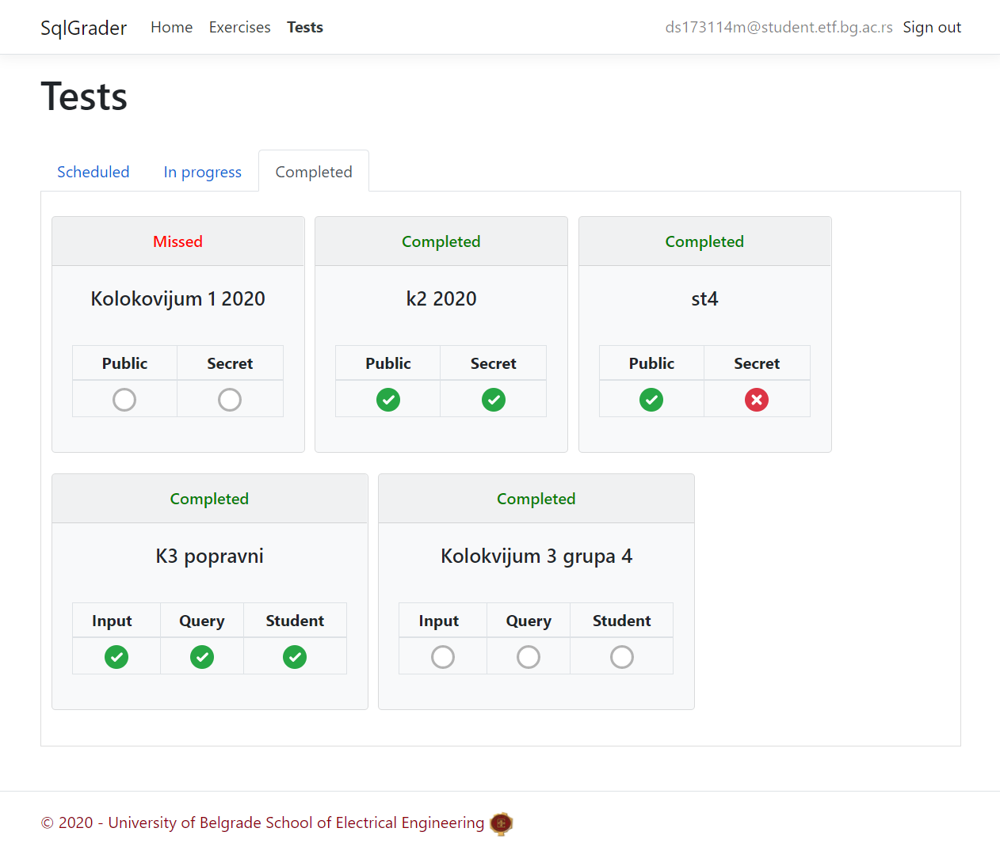 SqlGrader Home Exercises Tests ds173114m@student.etf.bg.ac.rs Sign out
Tests
Scheduled In progress Completed
Missed Completed Completed
Kolokovijum 1 2020 k2 2020 st4
Public Secret Public Secret Public Secret
Completed Completed
K3 popravni Kolokvijum 3 grupa 4
Input Query Student Input Query Student
© 2020 - University of Belgrade School of Electrical Engineering